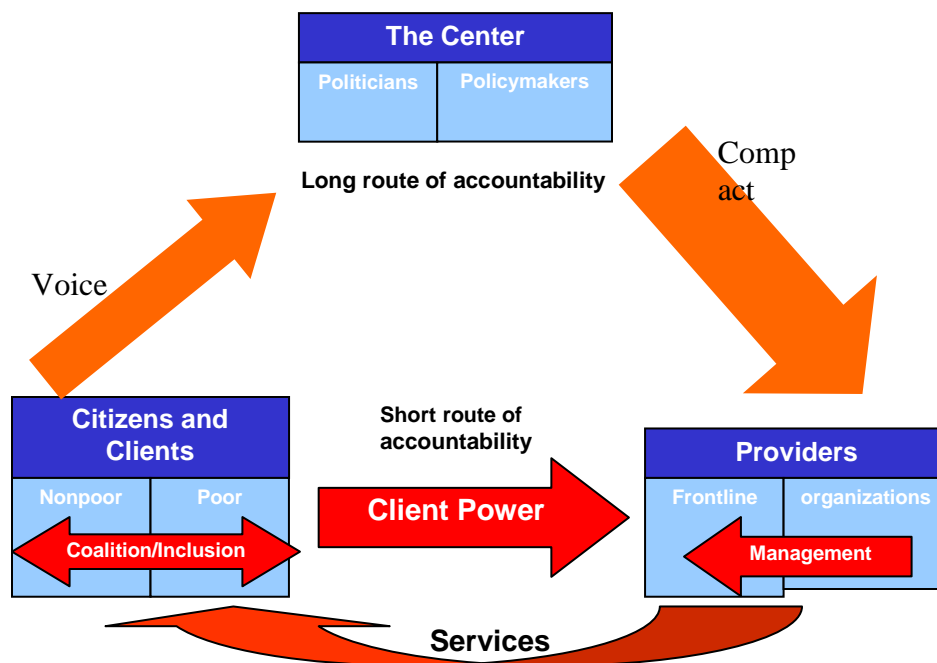 The Center
Politicians
Policymakers
Long route of accountability
Comp
act
Voice
Citizens and
Clients
Nonpoor
Poor
Coalition/Inclusion
Short route of
accountability
Client Power
Providers
Frontline
organizations
Management
Services